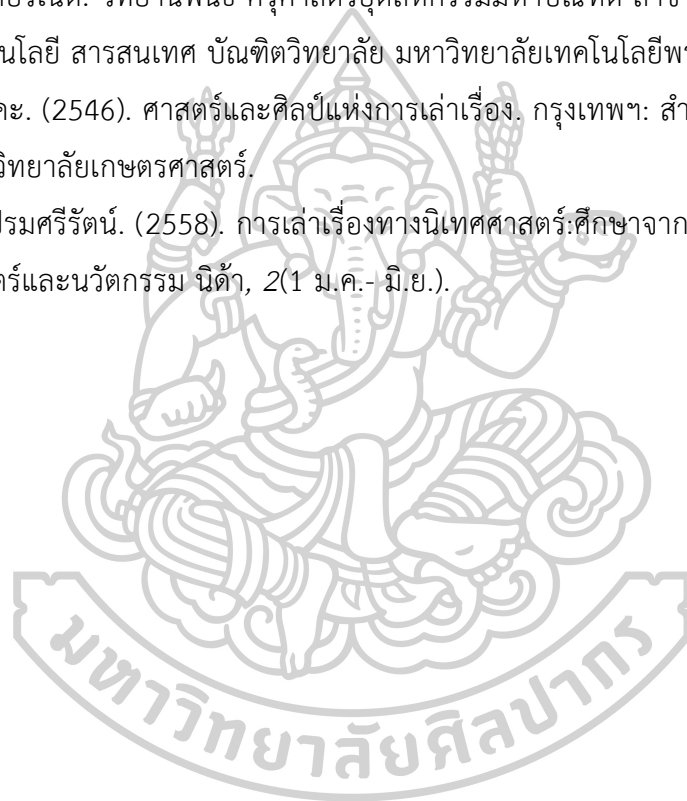 นโลยี สารสนเทศ บัณฑิตวิทยาลัย มหาวิทยาลัยเทคโนโลยีพร
คะ. (2546). ศาสตร์และศิลป์แห่งการเล่าเรื่อง. กรุงเทพฯ: สำ
วิทยาลัยเกษตรศาสตร์.
ปรมศรีรัตน์. (2558). การเล่าเรื่องทางนิเทศศาสตร์:ศึกษาจาก
ร์และนวัตกรรม นิด้า, 2(1 ม.ค.- มิ.ย.).
มหาวิทยาลัยศิลปากร